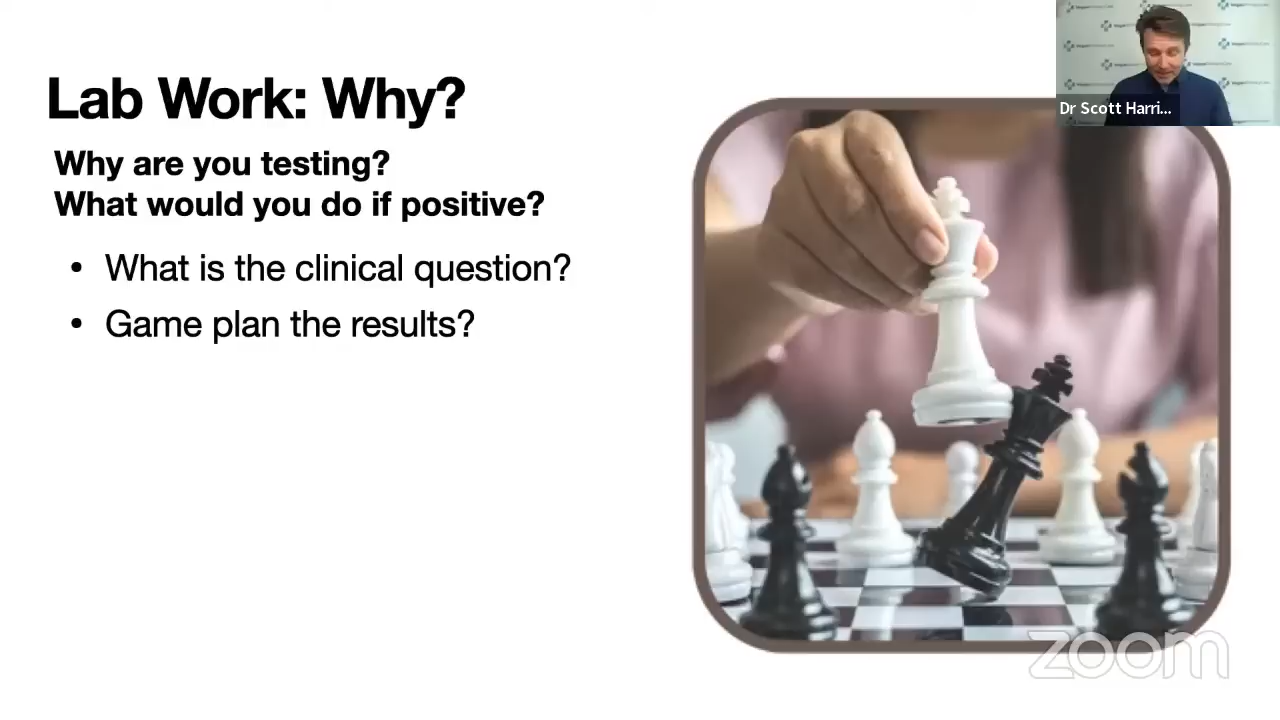 Lab Work: Why?
Why are you testing?
What would you do if positive?
• What is the clinical question?
• Game plan the results?
Dr Scott Harri...
zoom